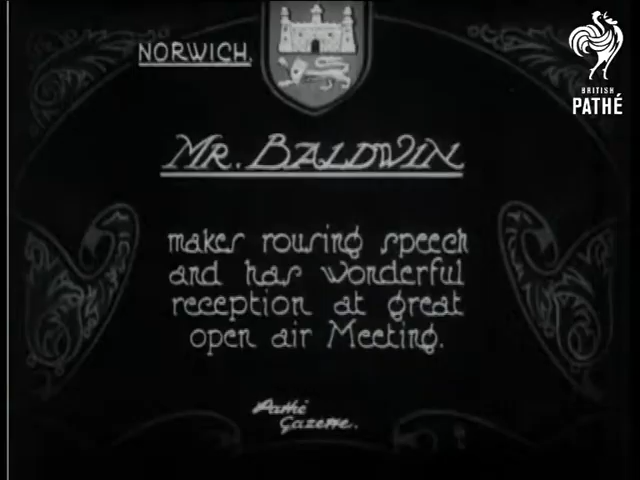 NORWICH.
BRITISH
PATHÉ
MR. BALDWIN
makes rousing speech
and has wonderful
reception at great
open air Meeting.
Pathé
Gazette.